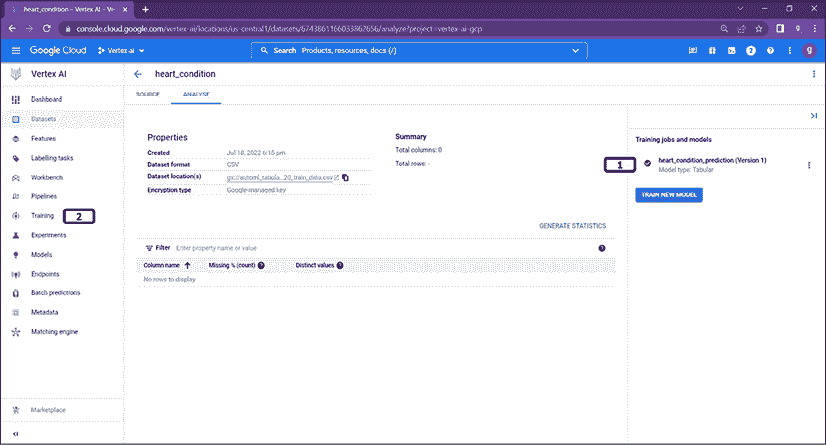 heart_condition – Vertex AI – Ve
console.cloud.google.com/vertex-ai/locations/us-central1/datasets/6743861166033867656/analyze?project=vertex-ai-gcp
Google Cloud
Vertex ai
Search Products, resources, docs (/)
2
g
Vertex AI
heart_condition
SOURCE
ANALYSE
Dashboard
Datasets
Features
Labelling tasks
Workbench
Pipelines
Training
2
Experiments
Models
Endpoints
Batch predictions
Metadata
Matching engine
Marketplace
Properties
Created Jul 18, 2022 6:15 pm
Dataset format CSV
Dataset location(s)
Encryption type Google-managed key
Summary
Total columns: 0
Total rows: -
GENERATE STATISTICS
Filter Enter property name or value
Column name Missing % (count) Distinct values
No rows to display
Training jobs and models
1
heart_condition_prediction (Version 1)
Model type: Tabular
TRAIN NEW MODEL